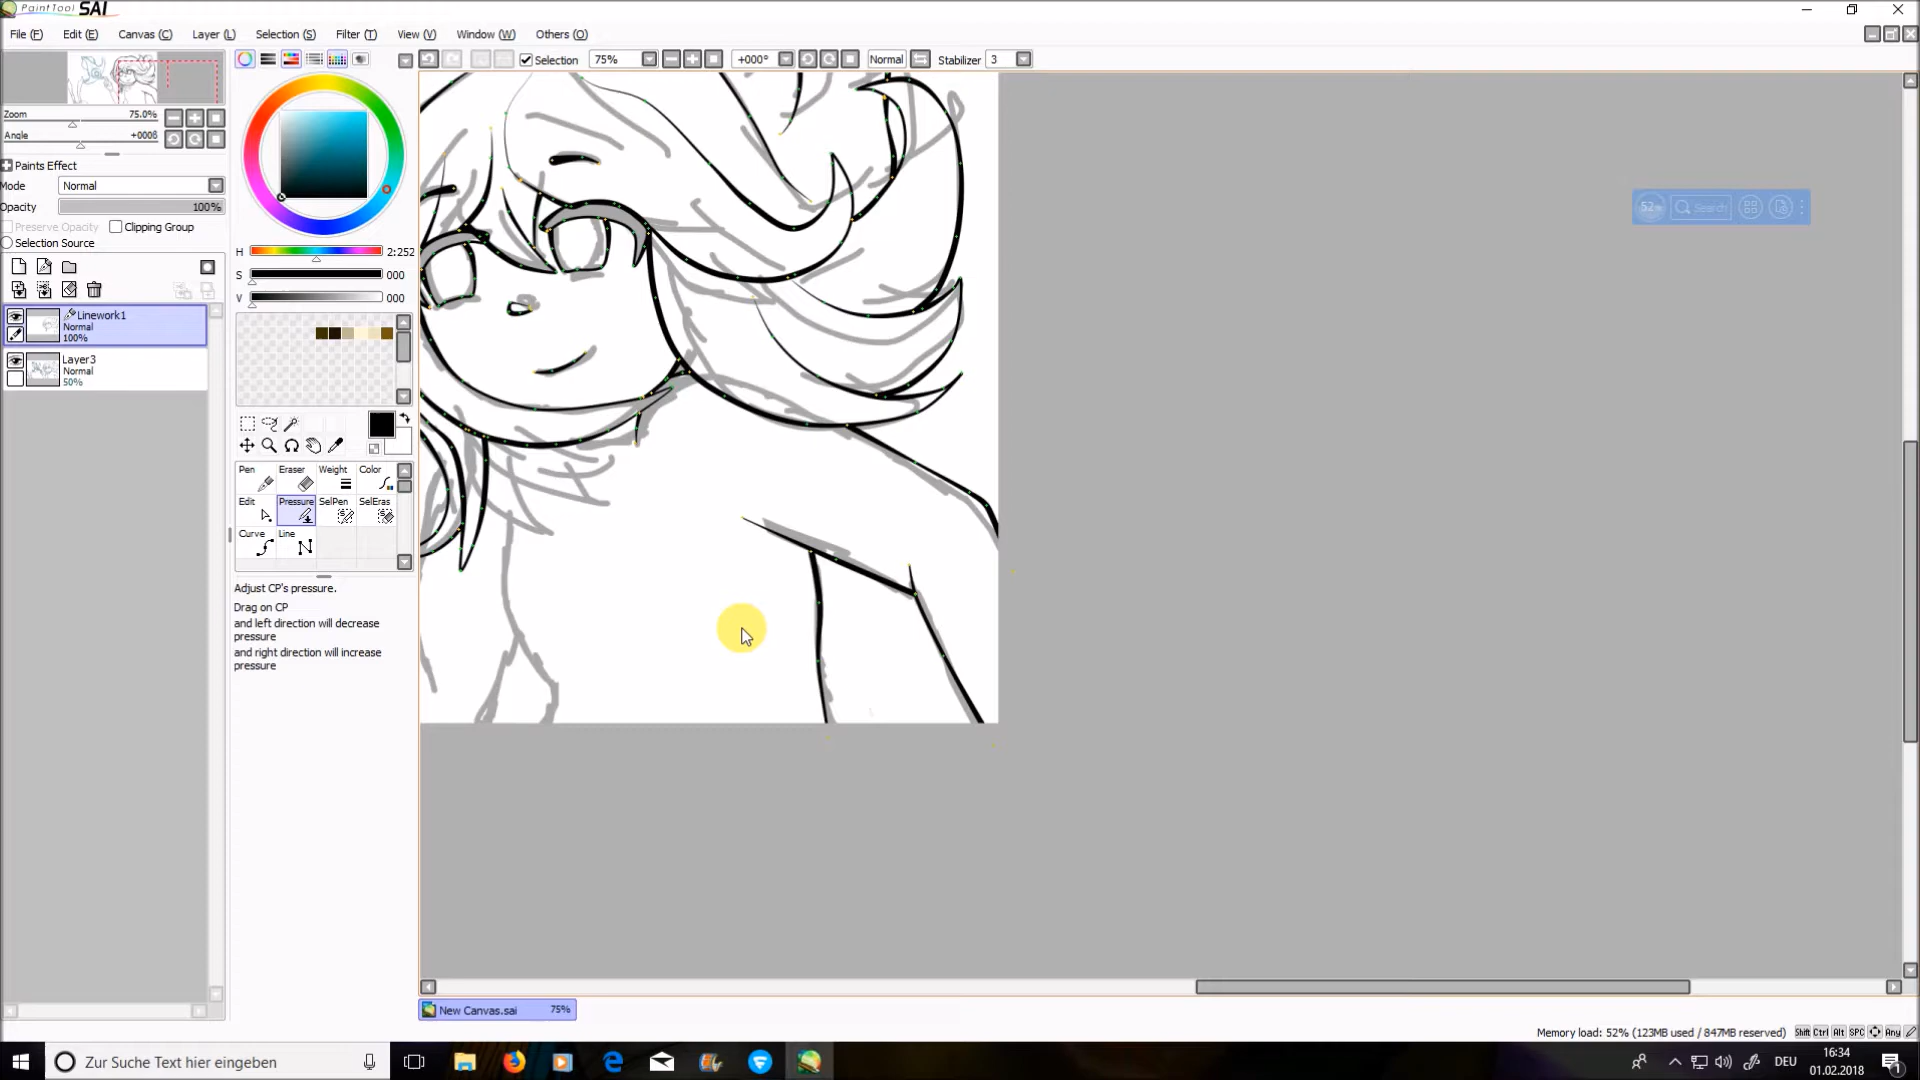 PaintTool SAI
File (F) Edit (E) Canvas (C) Layer (L) Selection (S) Filter (T) View (V) Window (W) Others (O)
Selection 75% +000° Normal Stabilizer 3
Zoom 75.0%
Angle +000ß
Paints Effect
Mode Normal
Opacity 100%
Preserve Opacity Clipping Group
Selection Source
Linework1
Normal
100%
Layer3
Normal
50%
H 2:252
S 000
V 000
Pen Eraser Weight Color
Edit Pressure SelPen SelEras
Curve Line
Adjust CP's pressure.
Drag on CP
and left direction will decrease
pressure
and right direction will increase
pressure
52% Search
New Canvas.sai 75%
Memory load: 52% (123MB used / 847MB reserved) Shift Ctrl Alt SPC Any
Zur Suche Text hier eingeben
DEU
16:34
01.02.2018
1